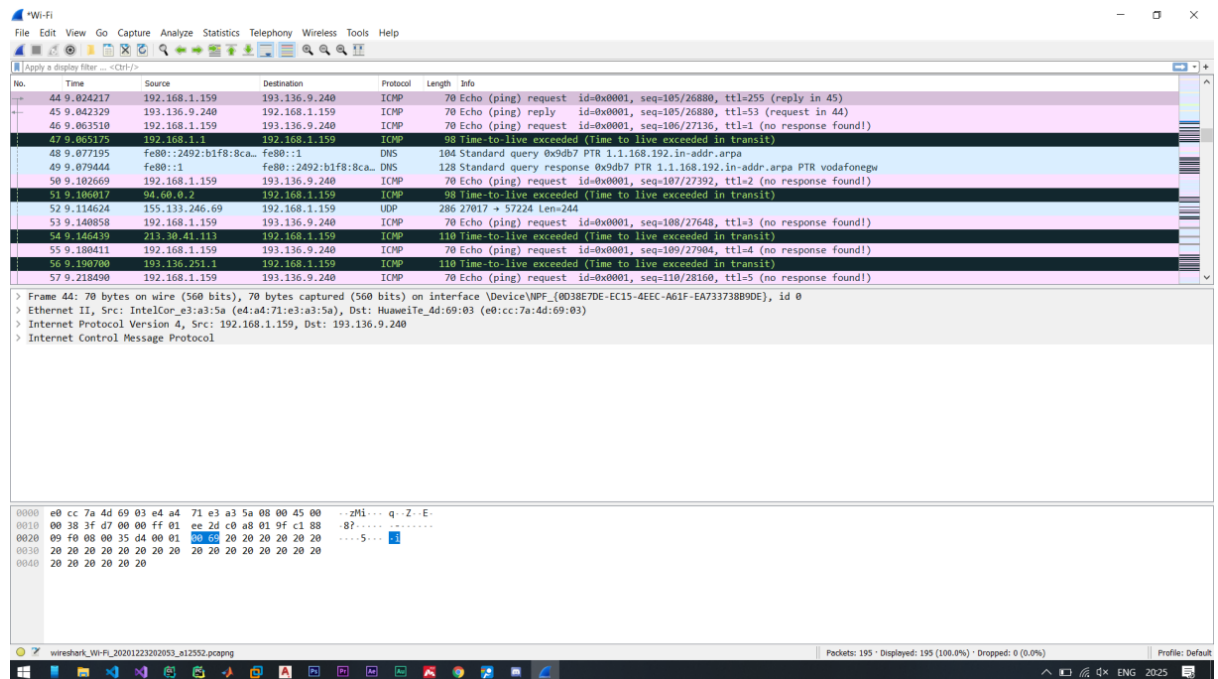 *Wi-Fi
File Edit View Go Capture Analyze Statistics Telephony Wireless Tools Help
Apply a display filter ... <Ctrl-/>
No. Time Source Destination Protocol Length Info
44 9.024217 192.168.1.159 193.136.9.240 ICMP 70 Echo (ping) request id=0x0001, seq=105/26880, ttl=255 (reply in 45)
45 9.042329 193.136.9.240 192.168.1.159 ICMP 70 Echo (ping) reply id=0x0001, seq=105/26880, ttl=53 (request in 44)
46 9.063510 192.168.1.159 193.136.9.240 ICMP 70 Echo (ping) request id=0x0001, seq=106/27136, ttl=1 (no response found!)
47 9.065175 192.168.1.1 192.168.1.159 ICMP 98 Time-to-live exceeded (Time to live exceeded in transit)
48 9.077195 fe80::2492:b1f8:8ca… fe80::1 DNS 104 Standard query 0x9db7 PTR 1.1.168.192.in-addr.arpa
49 9.079444 fe80::1 fe80::2492:b1f8:8ca… DNS 128 Standard query response 0x9db7 PTR 1.1.168.192.in-addr.arpa PTR vodafonegw
50 9.102669 192.168.1.159 193.136.9.240 ICMP 70 Echo (ping) request id=0x0001, seq=107/27392, ttl=2 (no response found!)
51 9.106017 94.60.0.2 192.168.1.159 ICMP 98 Time-to-live exceeded (Time to live exceeded in transit)
52 9.114624 155.133.246.69 192.168.1.159 UDP 286 27017 → 57224 Len=244
53 9.140858 192.168.1.159 193.136.9.240 ICMP 70 Echo (ping) request id=0x0001, seq=108/27648, ttl=3 (no response found!)
54 9.146439 213.30.41.113 192.168.1.159 ICMP 110 Time-to-live exceeded (Time to live exceeded in transit)
55 9.180411 192.168.1.159 193.136.9.240 ICMP 70 Echo (ping) request id=0x0001, seq=109/27904, ttl=4 (no response found!)
56 9.190700 193.136.251.1 192.168.1.159 ICMP 110 Time-to-live exceeded (Time to live exceeded in transit)
57 9.218490 192.168.1.159 193.136.9.240 ICMP 70 Echo (ping) request id=0x0001, seq=110/28160, ttl=5 (no response found!)
> Frame 44: 70 bytes on wire (560 bits), 70 bytes captured (560 bits) on interface \Device\NPF_{0D38E7DE-EC15-4EEC-A61F-EA733738B9DE}, id 0
> Ethernet II, Src: IntelCor_e3:a3:5a (e4:a4:71:e3:a3:5a), Dst: HuaweiTe_4d:69:03 (e0:cc:7a:4d:69:03)
> Internet Protocol Version 4, Src: 192.168.1.159, Dst: 193.136.9.240
> Internet Control Message Protocol
0000 e0 cc 7a 4d 69 03 e4 a4 71 e3 a3 5a 08 00 45 00 ··zMi··· q··Z··E·
0010 00 38 3f d7 00 00 ff 01 ee 2d c0 a8 01 9f c1 88 ·8?····· ·-······
0020 09 f0 08 00 35 d4 00 01 00 69 20 20 20 20 20 20 ····5··· ·i
0030 20 20 20 20 20 20 20 20 20 20 20 20 20 20 20 20
0040 20 20 20 20 20 20
wireshark_Wi-Fi_20201223202053_a12552.pcapng Packets: 195 · Displayed: 195 (100.0%) · Dropped: 0 (0.0%) Profile: Default
A Ps Pr Ae Au ENG 20:25